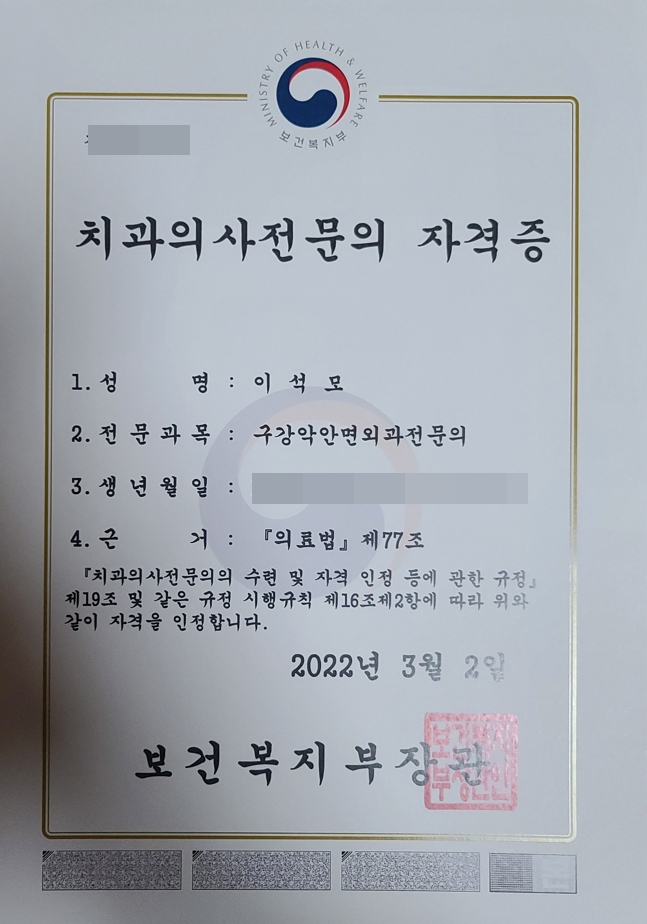 MINISTRY OF HEALTH & WELFARE
보건복지부
치과의사전문의 자격증
1. 성 명 : 이 석 모
2. 전 문 과 목 : 구강악안면외과전문의
3. 생 년 월 일 :
4. 근 거 : 『의료법』 제77조
『치과의사전문의의 수련 및 자격 인정 등에 관한 규정』
제19조 및 같은 규정 시행규칙 제16조제2항에 따라 위와
같이 자격을 인정합니다.
2022년 3월 2일
보건복지부장관